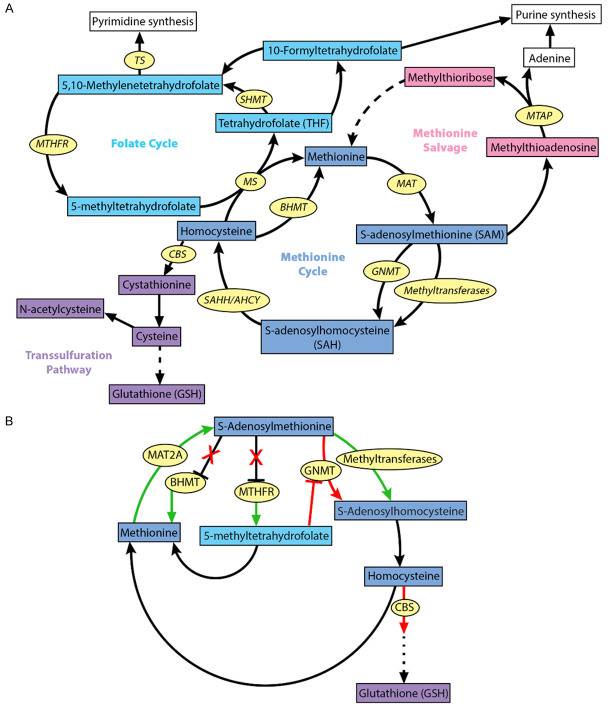 A
Pyrimidine synthesis
Purine synthesis
TS
10-Formyltetrahydrofolate
Adenine
5,10-Methylenetetrahydrofolate
Methylthioribose
SHMT
MTAP
Tetrahydrofolate (THF)
MTHFR
Folate Cycle
Methionine
Salvage
Methionine
Methylthioadenosine
MS
MAT
5-methyltetrahydrofolate
BHMT
Homocysteine
S-adenosylmethionine (SAM)
CBS
Methionine
Cycle
GNMT
Cystathionine
Methyltransferases
SAHH/AHCY
N-acetylcysteine
Cysteine
S-adenosylhomocysteine
(SAH)
Transsulfuration
Pathway
Glutathione (GSH)
B
S-Adenosylmethionine
MAT2A
Methyltransferases
GNMT
BHMT
MTHFR
S-Adenosylhomocysteine
Methionine
5-methyltetrahydrofolate
Homocysteine
CBS
Glutathione (GSH)